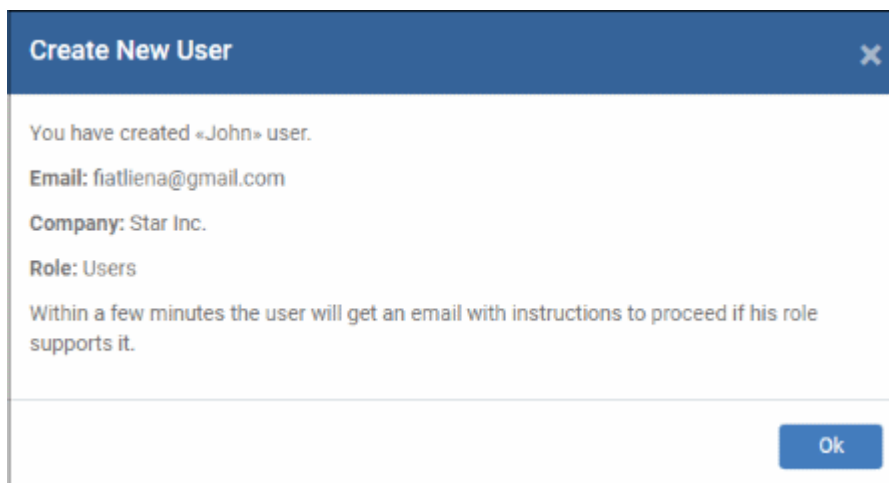 Create New User
You have created «John» user.
Email: fiatliena@gmail.com
Company: Star Inc.
Role: Users
Within a few minutes the user will get an email with instructions to proceed if his role
supports it.
Ok